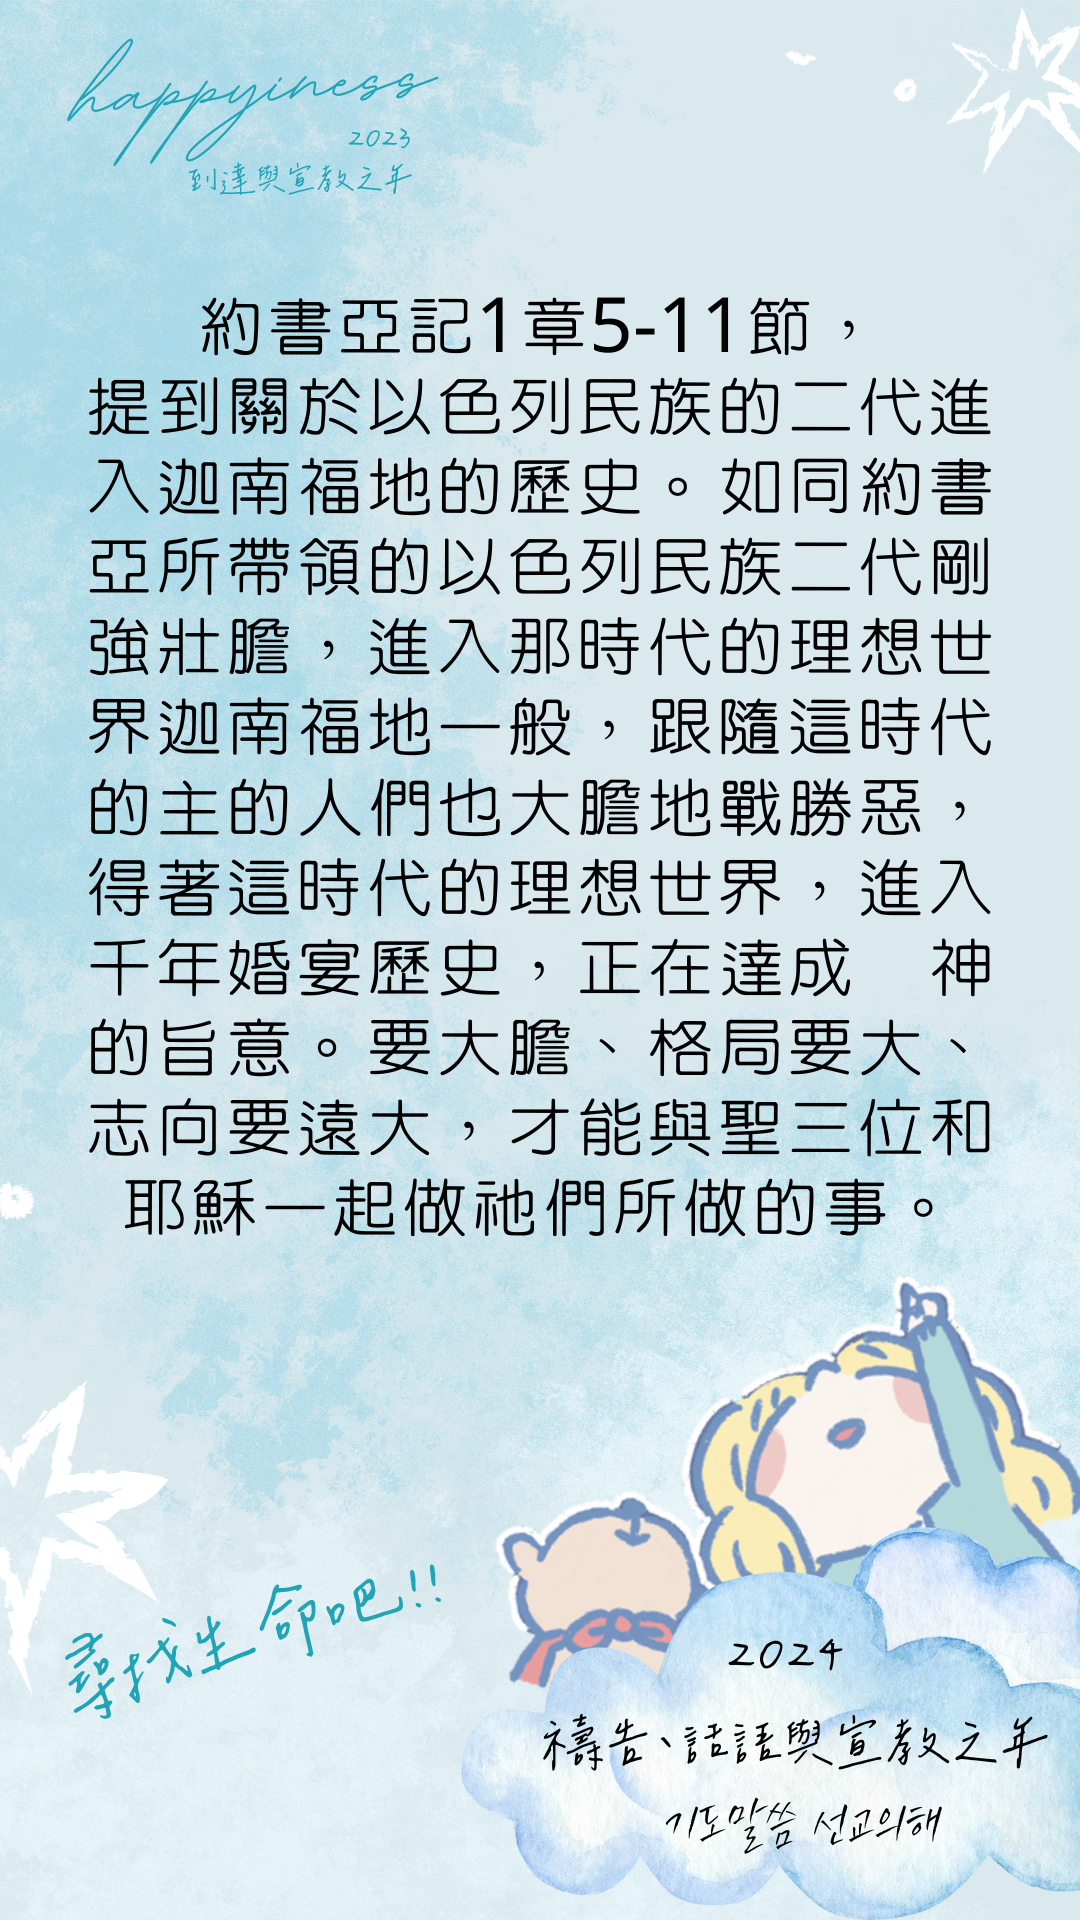 happyiness
2023
到達與宣教之年
約書亞記1章5-11節，
提到關於以色列民族的二代進
入迦南福地的歷史。如同約書
亞所帶領的以色列民族二代剛
強壯膽，進入那時代的理想世
界迦南福地一般，跟隨這時代
的主的人們也大膽地戰勝惡，
得著這時代的理想世界，進入
千年婚宴歷史，正在達成　神
的旨意。要大膽、格局要大、
志向要遠大，才能與聖三位和
耶穌一起做祂們所做的事。
尋找生命吧!!
2024
禱告、話語與宣教之年
기도말씀 선교의해